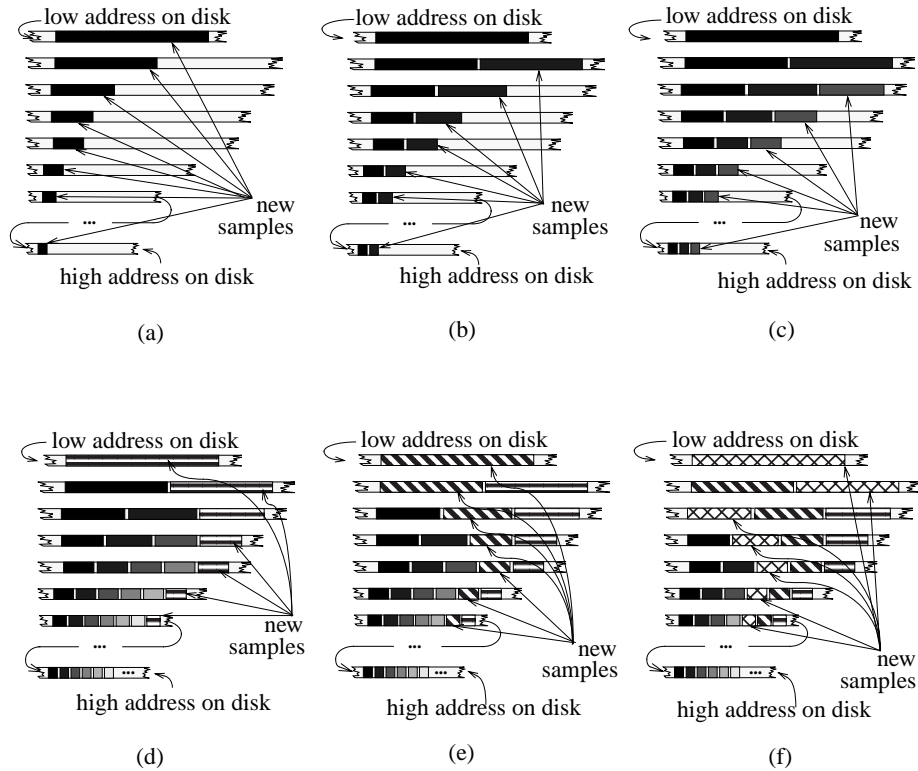 low address on disk
new
samples
...
high address on disk
(a)
low address on disk
new
samples
...
high address on disk
(b)
low address on disk
new
samples
...
high address on disk
(c)
low address on disk
new
samples
...
...
high address on disk
(d)
low address on disk
new
samples
...
...
high address on disk
(e)
low address on disk
new
samples
...
...
high address on disk
(f)